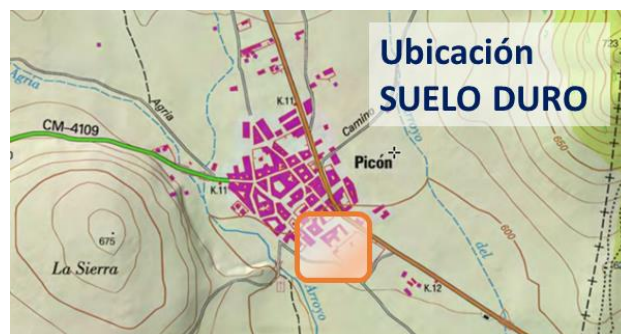 Ubicación
SUELO DURO
723
Agria
Agria
K.11
CM-4109
Camino
Arroyo
Picón
K.11
600
675
del
La Sierra
Arroyo
K.12